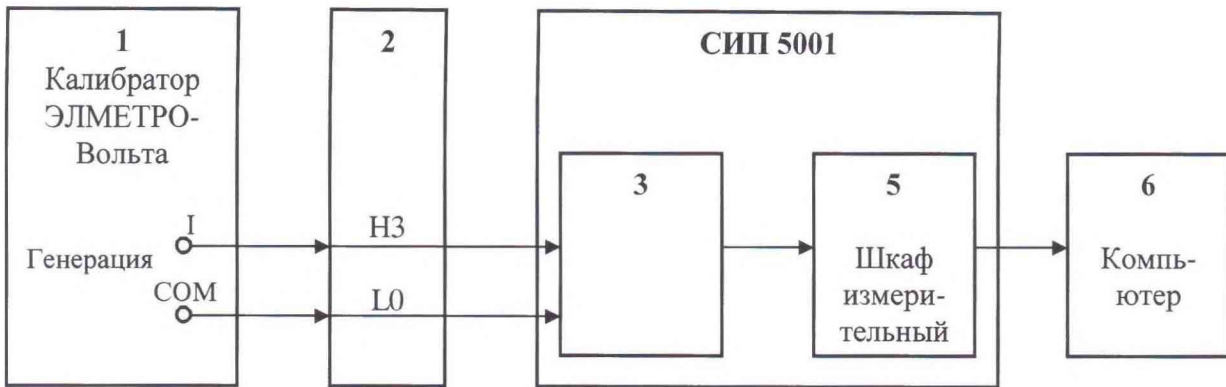 1
Калибратор
ЭЛМЕТРО-
Вольта
I
Генерация
COM
2
H3
L0
СИП 5001
3
5
Шкаф
измери-
тельный
6
Компь-
ютер